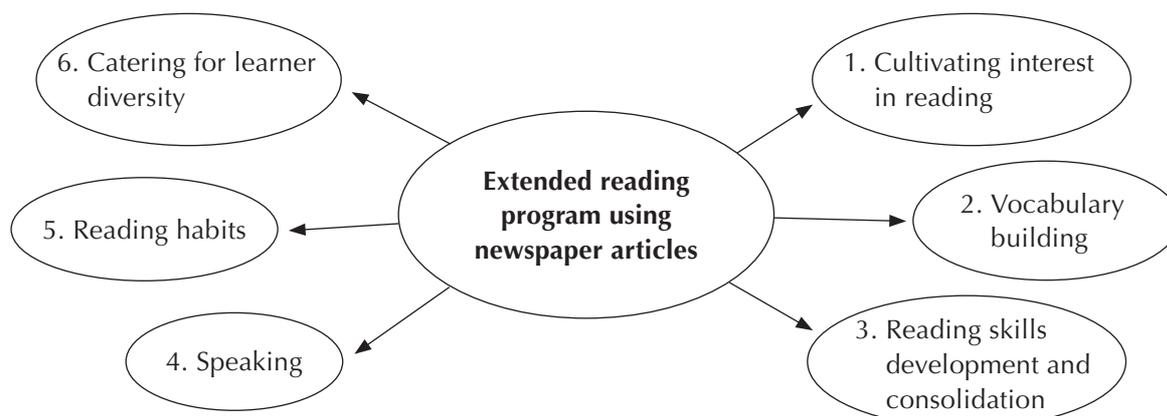 6. Catering for learner
diversity
1. Cultivating interest
in reading
Extended reading
program using
newspaper articles
5. Reading habits
2. Vocabulary
building
4. Speaking
3. Reading skills
development and
consolidation